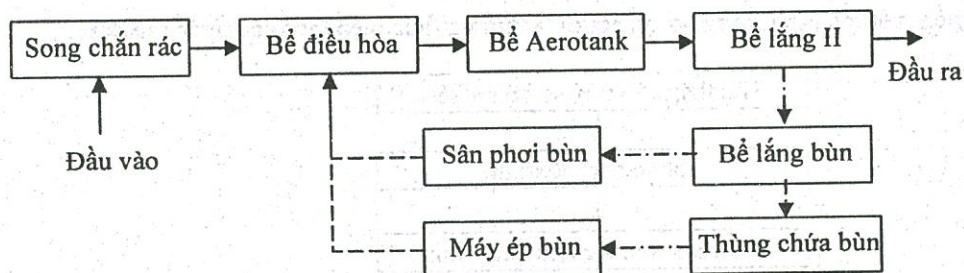 Song chắn rác
Bể điều hòa
Bể Aerotank
Bể lắng II
Đầu ra
Đầu vào
Sân phơi bùn
Bể lắng bùn
Máy ép bùn
Thùng chứa bùn